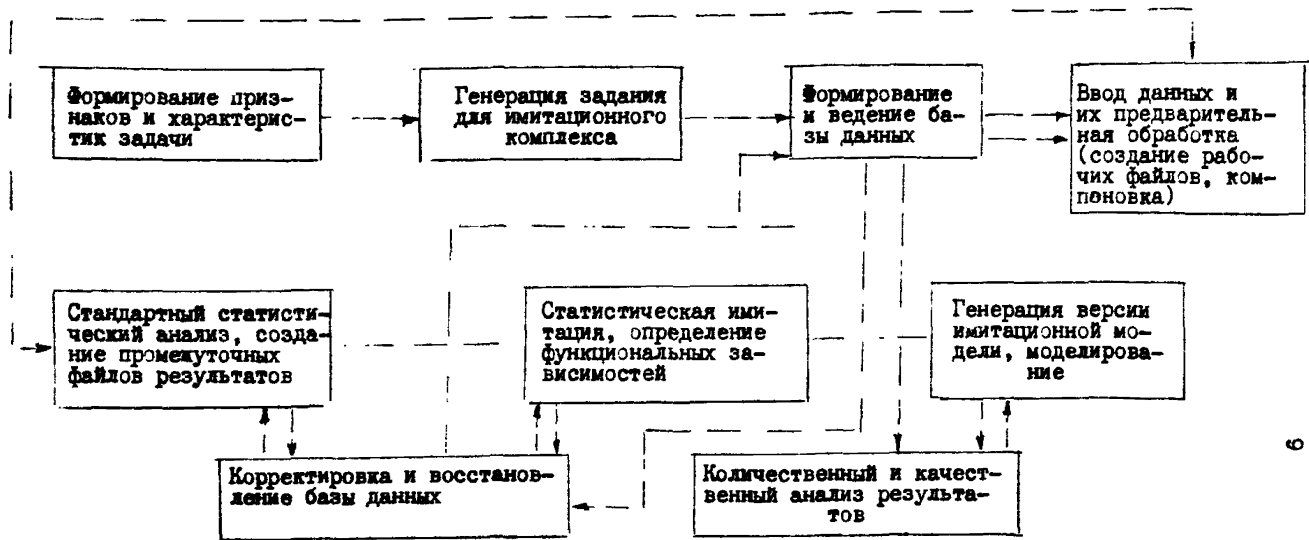 Формирование приз-
наков и характерис-
тик задачи
Генерация задания
для имитационного
комплекса
Формирование
и ведение ба-
зы данных
Ввод данных и
их предваритель-
ная обработка
(создание рабо-
чих файлов, ком-
поновка)
Стандартный статисти-
ческий анализ, созда-
ние промежуточных
файлов результатов
Статистическая ими-
тация, определение
функциональных за-
висимостей
Генерация версии
имитационной мо-
дели, моделирова-
ние
Корректировка и восстанов-
ление базы данных
Количественный и качест-
венный анализ результа-
тов
9